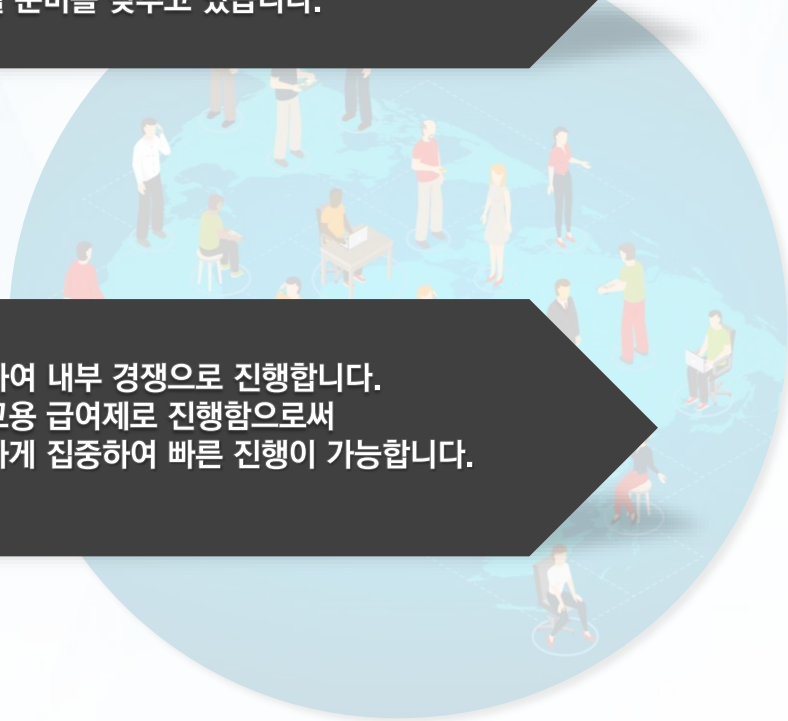 준비를 갖추고 있습니다.
하여 내부 경쟁으로 진행합니다.
고용 급여제로 진행함으로써
하게 집중하여 빠른 진행이 가능합니다.